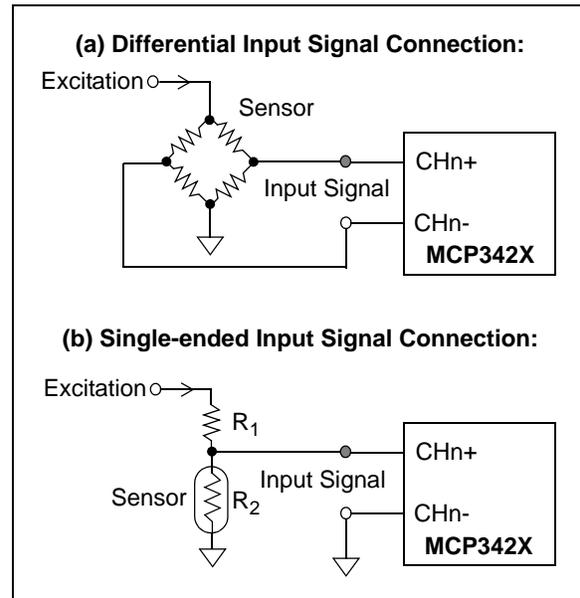 (a) Differential Input Signal Connection:
Excitation
Sensor
CHn+
Input Signal
CHn-
MCP342X
(b) Single-ended Input Signal Connection:
Excitation
R1
CHn+
Input Signal
Sensor
R2
CHn-
MCP342X